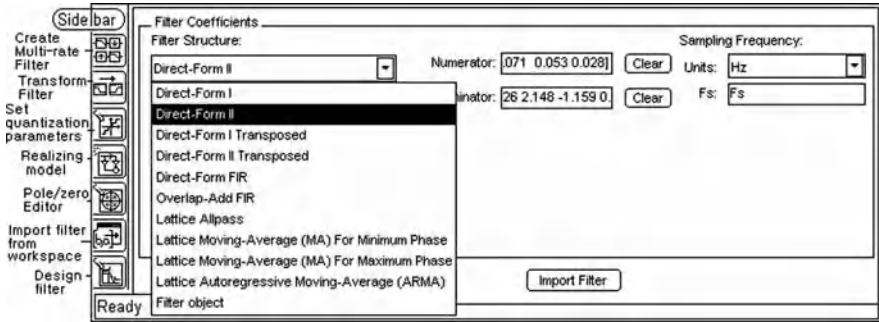 Side bar
Create
Multi-rate
Filter
Transform
Filter
Set
quantization
parameters
Realizing
model
Pole/zero
Editor
Import filter
from
workspace
Design
filter
Filter Coefficients
Filter Structure:
Direct-Form II
Direct-Form I
Direct-Form II
Direct-Form I Transposed
Direct-Form II Transposed
Direct-Form FIR
Overlap-Add FIR
Lattice Allpass
Lattice Moving-Average (MA) For Minimum Phase
Lattice Moving-Average (MA) For Maximum Phase
Lattice Autoregressive Moving-Average (ARMA)
Filter object
Numerator: .071 0.053 0.028] Clear
inator: 26 2.148 -1.159 0. Clear
Sampling Frequency:
Units: Hz
Fs: Fs
Import Filter
Ready